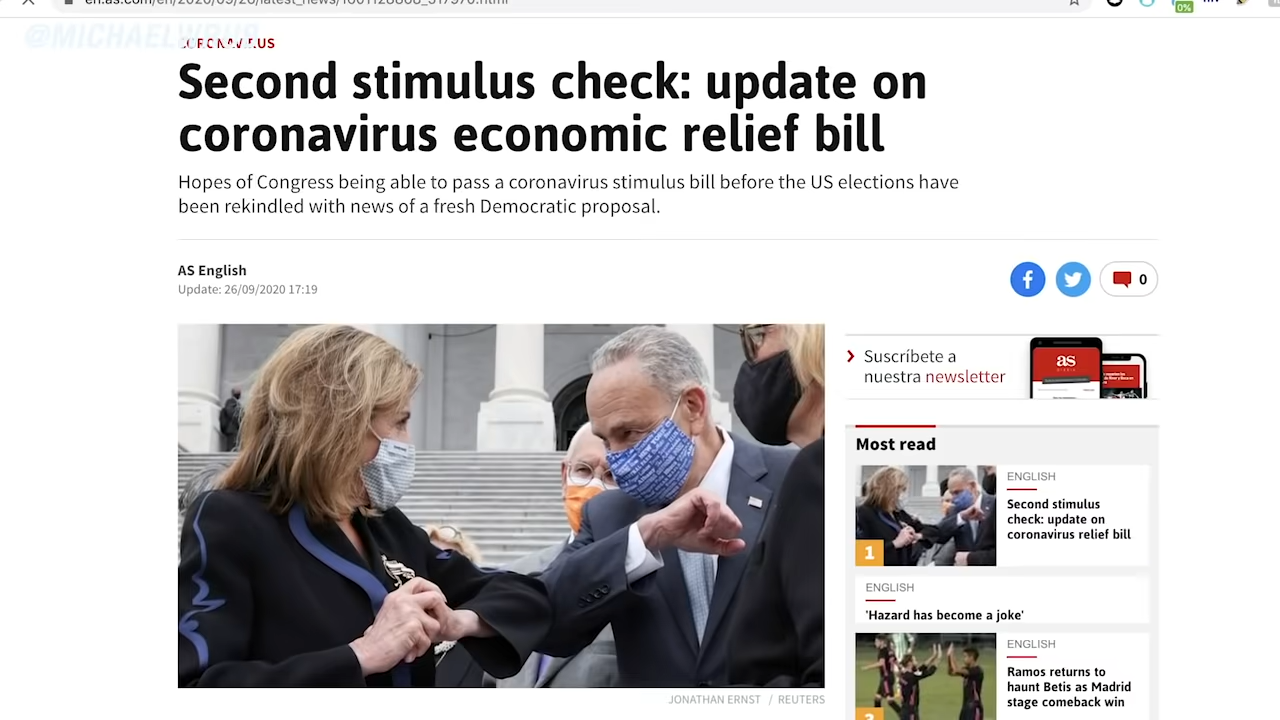 @MICHAELWRUB
CORONAVIRUS
Second stimulus check: update on
coronavirus economic relief bill
Hopes of Congress being able to pass a coronavirus stimulus bill before the US elections have
been rekindled with news of a fresh Democratic proposal.
AS English
Update: 26/09/2020 17:19
0
Suscríbete a
nuestra newsletter
as
Most read
ENGLISH
Second stimulus
check: update on
coronavirus relief bill
1
ENGLISH
'Hazard has become a joke'
ENGLISH
Ramos returns to
haunt Betis as Madrid
stage comeback win
JONATHAN ERNST / REUTERS
0%